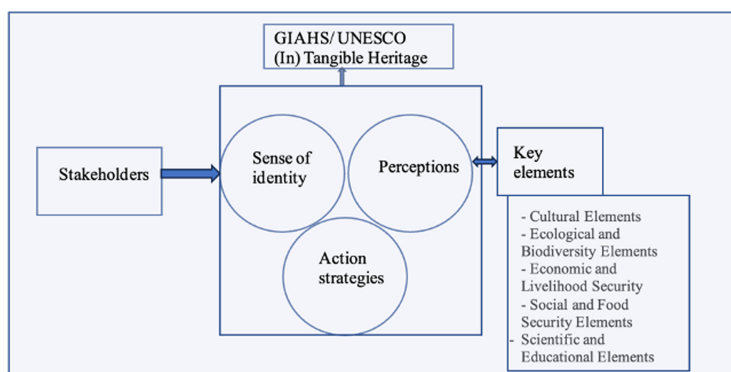 GIAHS/ UNESCO
(In) Tangible Heritage
Stakeholders
Sense of
identity
Perceptions
Action
strategies
Key
elements
- Cultural Elements
- Ecological and
Biodiversity Elements
- Economic and
Livelihood Security
- Social and Food
Security Elements
- Scientific and
Educational Elements